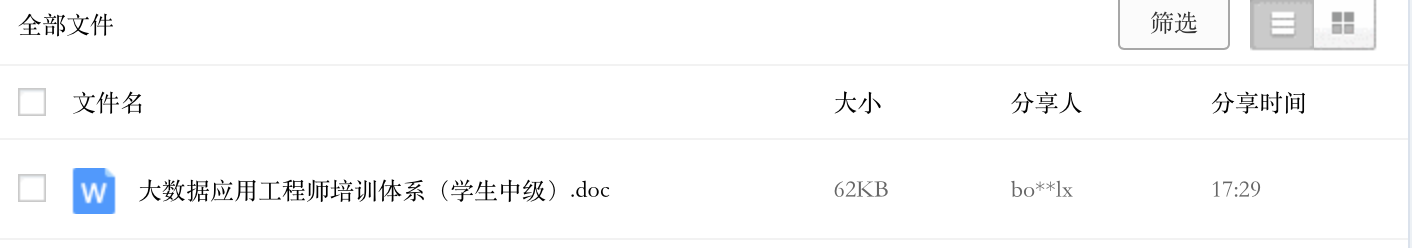 全部文件 筛选
文件名 大小 分享人 分享时间
W 大数据应用工程师培训体系（学生中级）.doc 62KB bo**lx 17:29